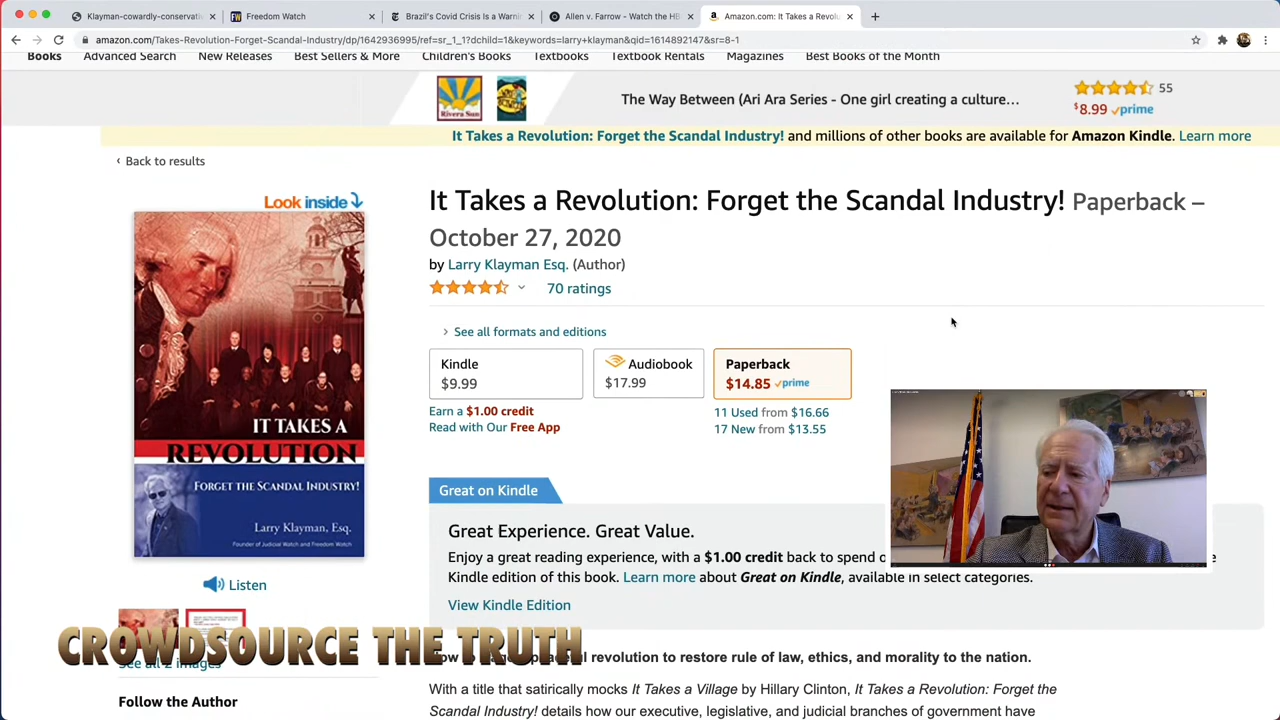 Klayman-cowardly-conservati
Freedom Watch
Brazil's Covid Crisis Is a Warnin
Allen v. Farrow - Watch the HB
Amazon.com: It Takes a Revolu
amazon.com/Takes-Revolution-Forget-Scandal-Industry/dp/1642936995/ref=sr_1_1?dchild=1&keywords=larry+klayman&qid=1614892147&sr=8-1
Books Advanced Search New Releases Best Sellers & More Children's Books Textbooks Textbook Rentals Magazines Best Books of the Month
Rivera Sun
The Way Between (Ari Ara Series - One girl creating a culture…
55
$8.99 prime
It Takes a Revolution: Forget the Scandal Industry! and millions of other books are available for Amazon Kindle. Learn more
‹ Back to results
Look inside
It Takes a Revolution: Forget the Scandal Industry! Paperback –
October 27, 2020
by Larry Klayman Esq. (Author)
70 ratings
› See all formats and editions
Kindle
$9.99
Audiobook
$17.99
Paperback
$14.85 prime
Earn a $1.00 credit
Read with Our Free App
11 Used from $16.66
17 New from $13.55
IT TAKES A
REVOLUTION
FORGET THE SCANDAL INDUSTRY!
Larry Klayman, Esq.
Founder of Judicial Watch and Freedom Watch
Listen
See all 2 images
Follow the Author
Great on Kindle
Great Experience. Great Value.
Enjoy a great reading experience, with a $1.00 credit back to spend o
Kindle edition of this book. Learn more about Great on Kindle, available in select categories.
View Kindle Edition
CROWDSOURCE THE TRUTH
revolution to restore rule of law, ethics, and morality to the nation.
With a title that satirically mocks It Takes a Village by Hillary Clinton, It Takes a Revolution: Forget the
Scandal Industry! details how our executive, legislative, and judicial branches of government have